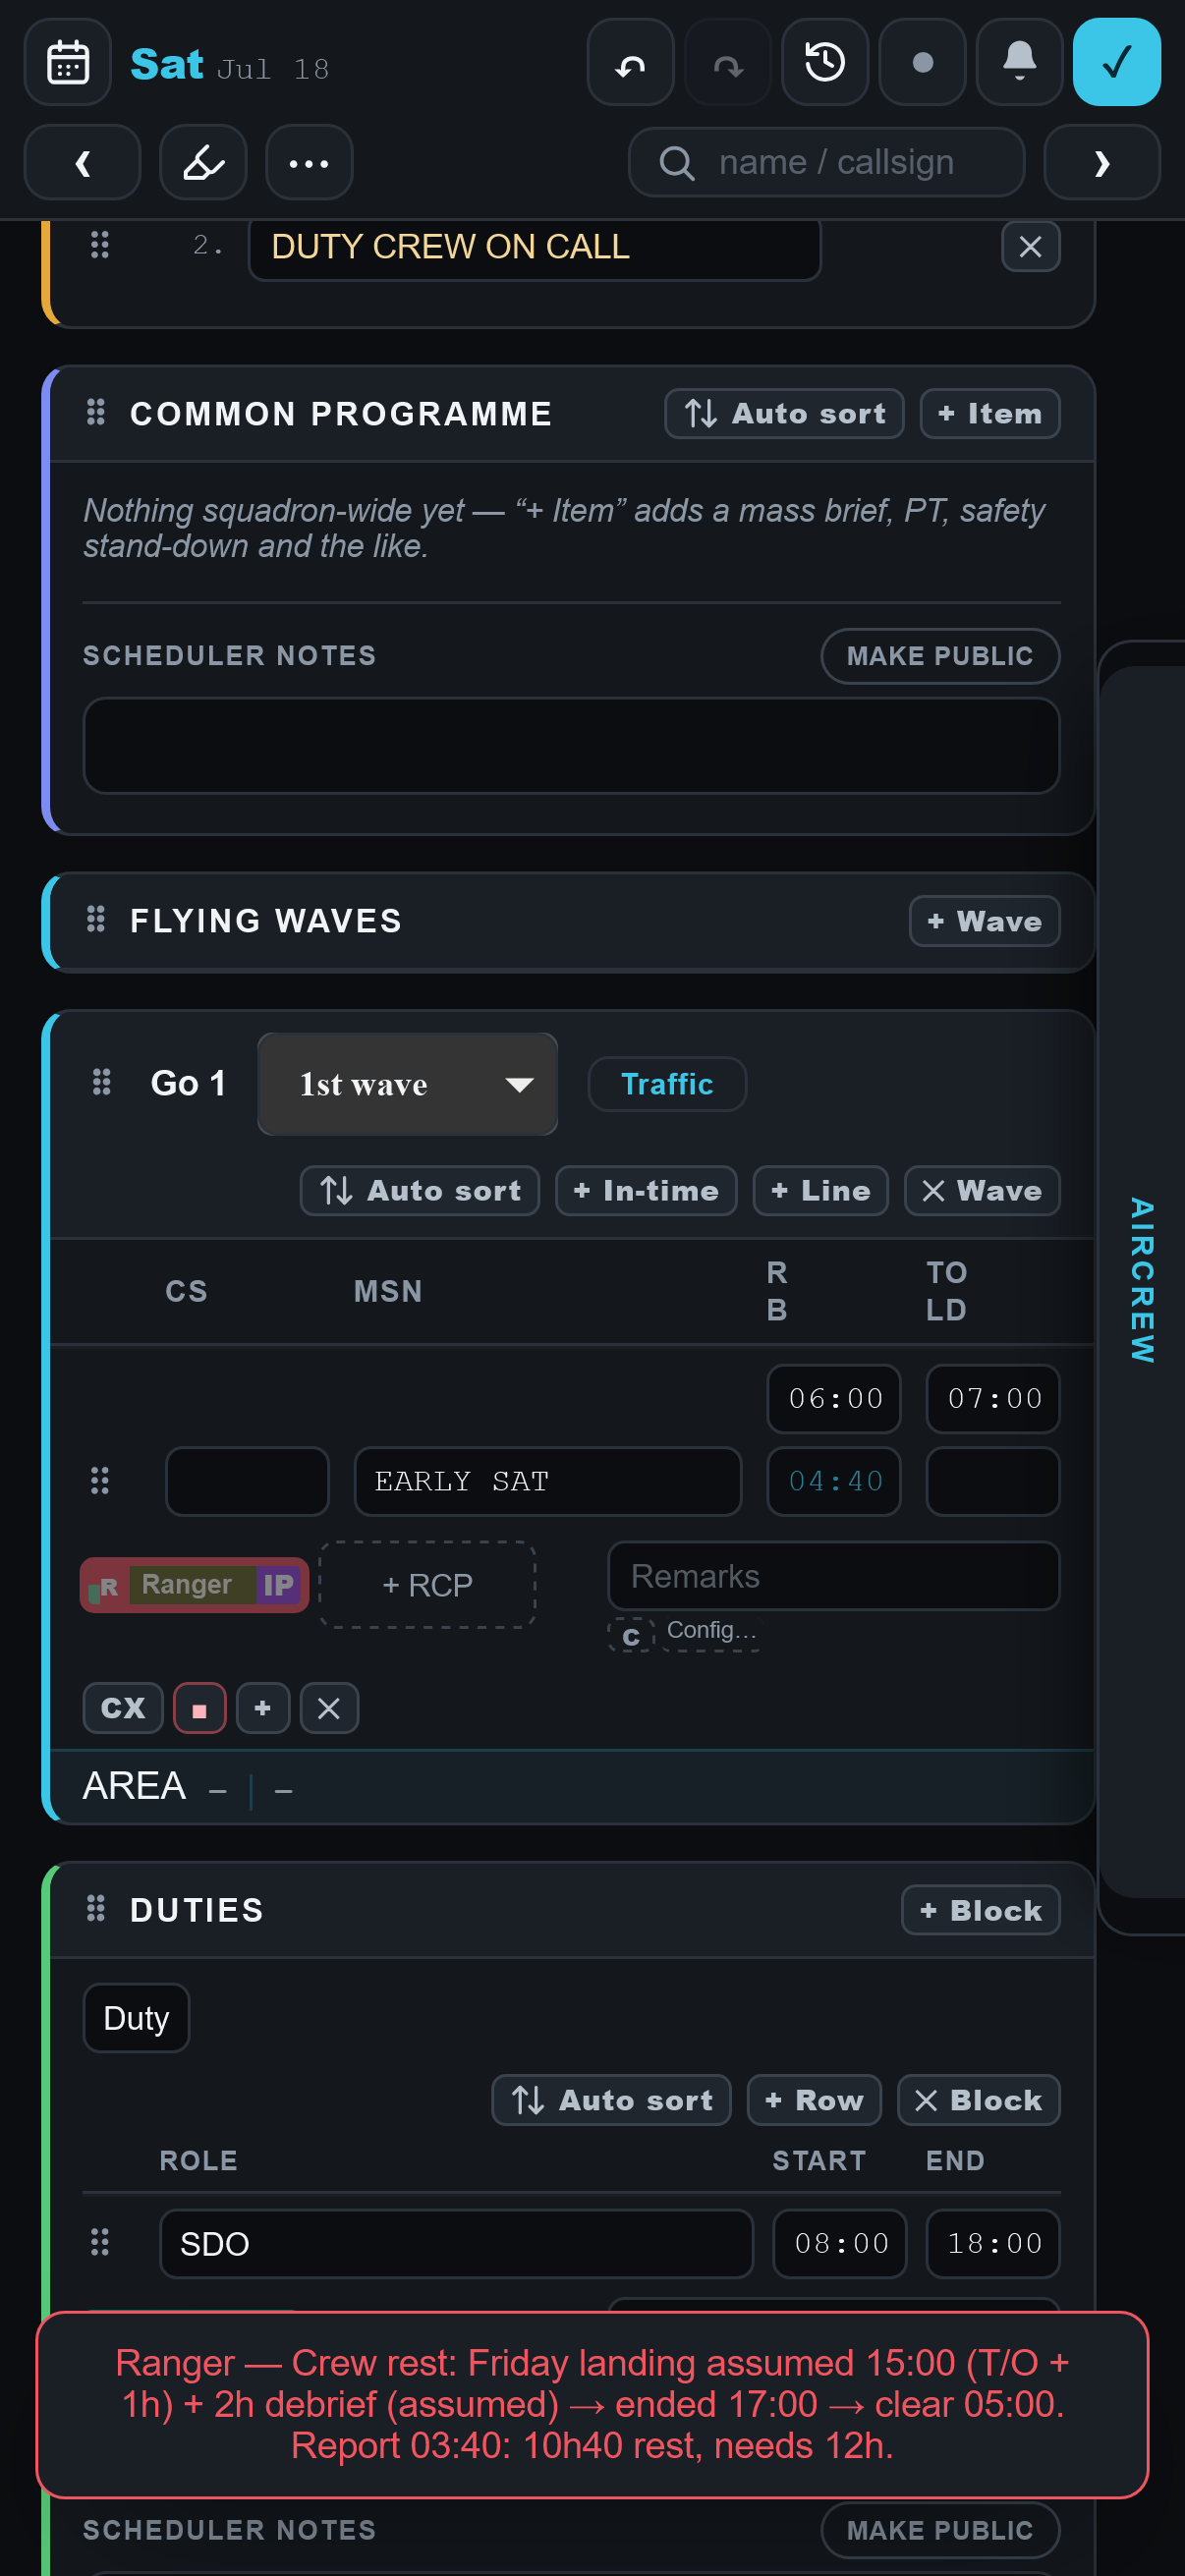 Sat Jul 18
name / callsign
2. DUTY CREW ON CALL
COMMON PROGRAMME
Auto sort
+ Item
Nothing squadron-wide yet — “+ Item” adds a mass brief, PT, safety
stand-down and the like.
SCHEDULER NOTES
MAKE PUBLIC
FLYING WAVES
+ Wave
AIRCREW
Go 1
1st wave
Traffic
Auto sort
+ In-time
+ Line
× Wave
CS
MSN
R
B
TO
LD
06:00
07:00
EARLY SAT
04:40
R Ranger IP
+ RCP
Remarks
C Config…
CX
+
AREA – | –
DUTIES
+ Block
Duty
Auto sort
+ Row
× Block
ROLE
START
END
SDO
08:00
18:00
Ranger — Crew rest: Friday landing assumed 15:00 (T/O +
1h) + 2h debrief (assumed) → ended 17:00 → clear 05:00.
Report 03:40: 10h40 rest, needs 12h.
SCHEDULER NOTES
MAKE PUBLIC